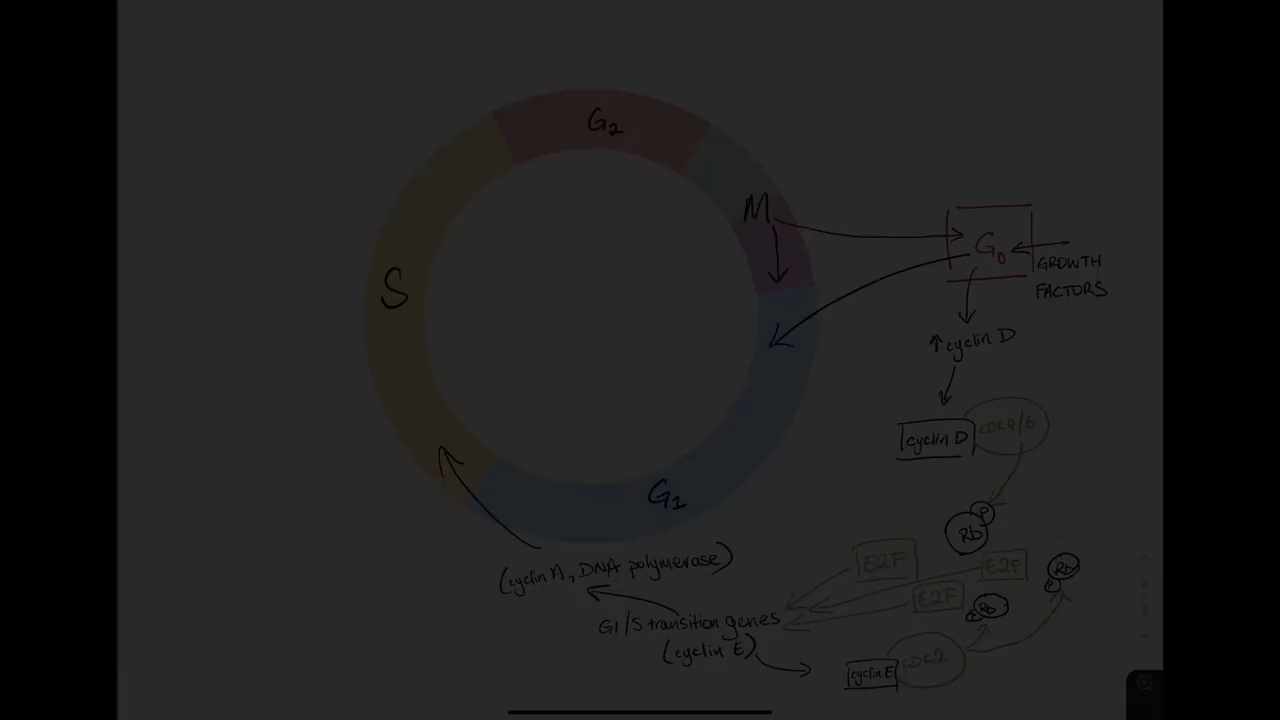 G2
M
G0
GROWTH
FACTORS
S
↑cyclin D
cyclin D
CDK4/6
G1
P
Rb
(cyclin A, DNA polymerase)
E2F
E2F
Rb
P
E2F
Rb
G1/S transition genes
(cyclin E)
cyclin E
CDK2